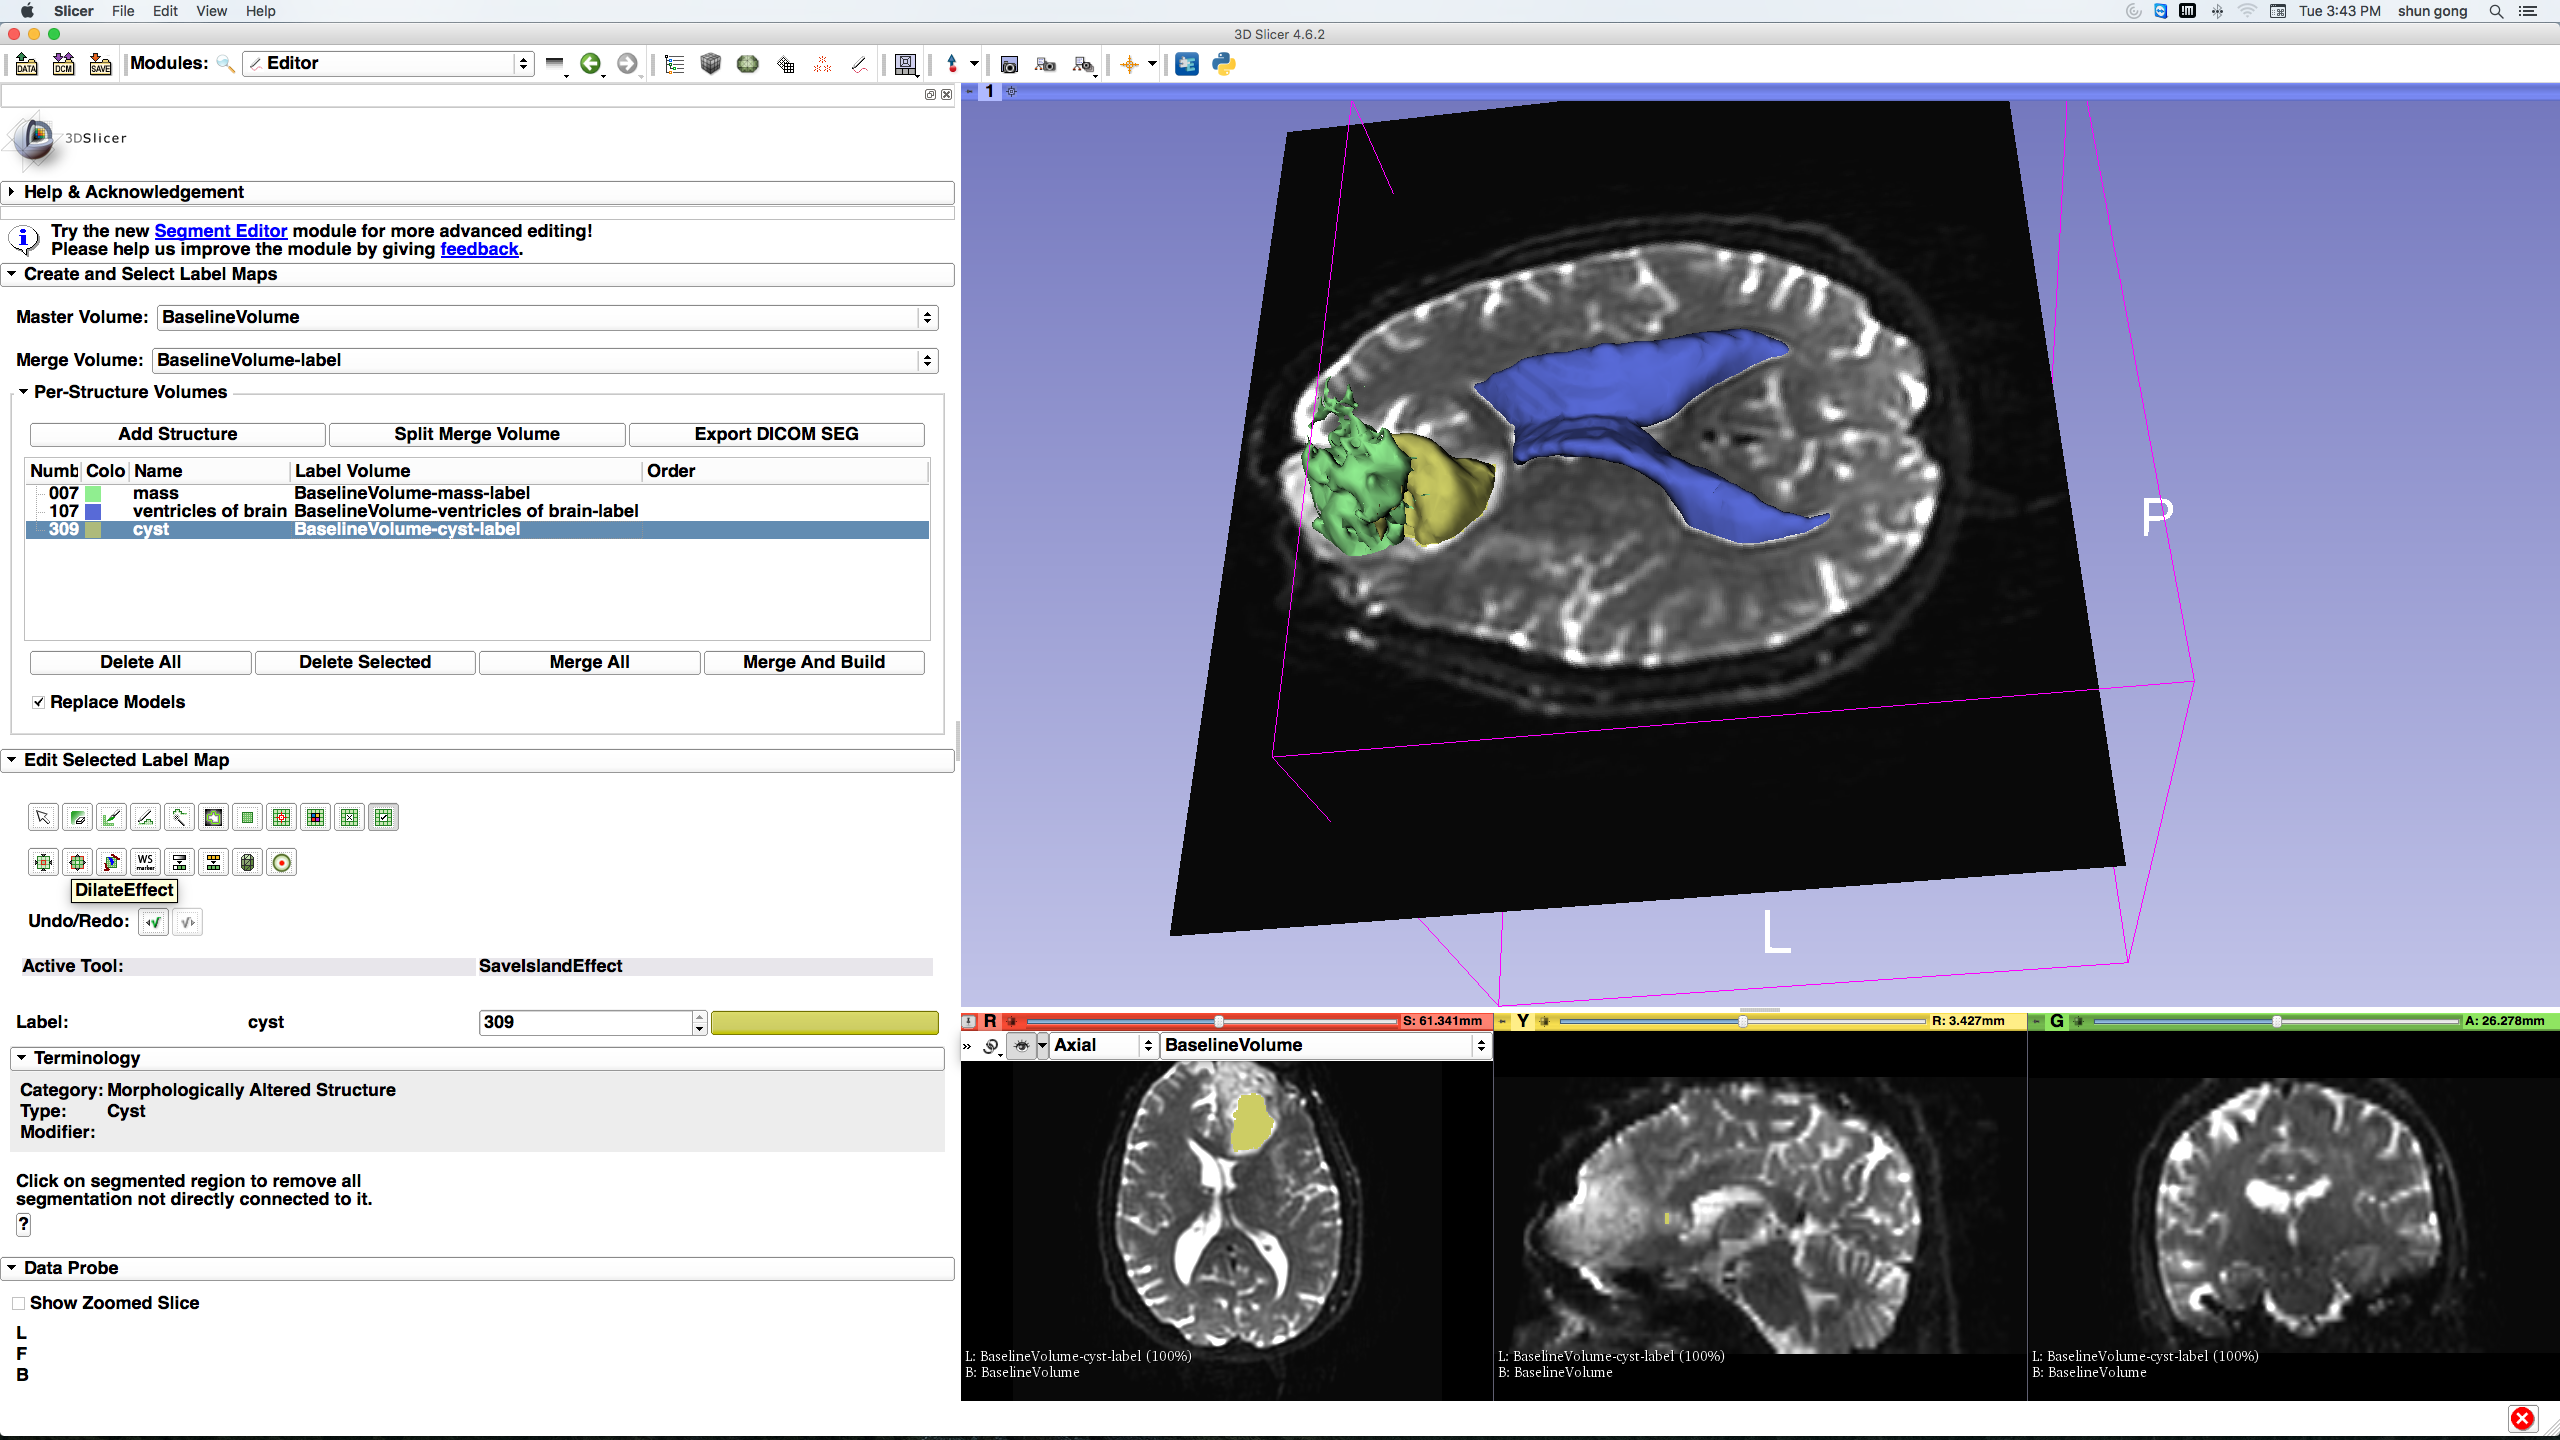 Slicer File Edit View Help Tue 3:43 PM shun gong
3D Slicer 4.6.2
DATA DCM SAVE Modules: Editor
1
3DSlicer
Help & Acknowledgement
Try the new Segment Editor module for more advanced editing!
Please help us improve the module by giving feedback.
Create and Select Label Maps
Master Volume: BaselineVolume
Merge Volume: BaselineVolume-label
Per-Structure Volumes
Add Structure Split Merge Volume Export DICOM SEG
Numb Colo Name Label Volume Order
007 mass BaselineVolume-mass-label
107 ventricles of brain BaselineVolume-ventricles of brain-label
309 cyst BaselineVolume-cyst-label
Delete All Delete Selected Merge All Merge And Build
Replace Models
Edit Selected Label Map
WS
marker
DilateEffect
Undo/Redo:
Active Tool: SaveIslandEffect
Label: cyst 309
Terminology
Category: Morphologically Altered Structure
Type: Cyst
Modifier:
Click on segmented region to remove all
segmentation not directly connected to it.
?
Data Probe
Show Zoomed Slice
L
F
B
P
L
R S: 61.341mm
Axial BaselineVolume
L: BaselineVolume-cyst-label (100%)
B: BaselineVolume
Y R: 3.427mm
L: BaselineVolume-cyst-label (100%)
B: BaselineVolume
G A: 26.278mm
L: BaselineVolume-cyst-label (100%)
B: BaselineVolume